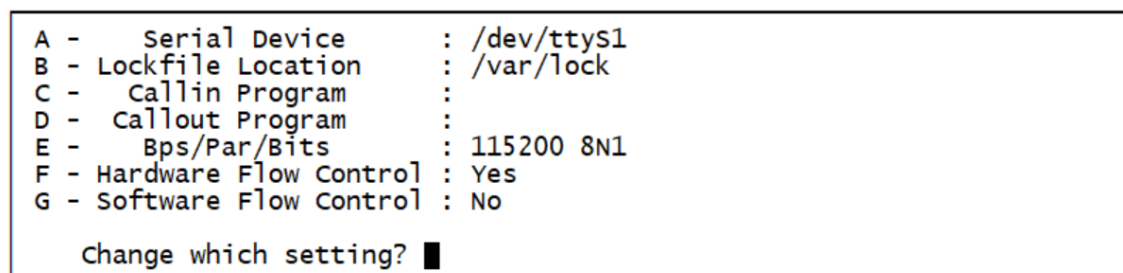 A -    Serial Device      : /dev/ttyS1
B - Lockfile Location     : /var/lock
C -   Callin Program      :
D -  Callout Program      :
E -    Bps/Par/Bits       : 115200 8N1
F - Hardware Flow Control : Yes
G - Software Flow Control : No
Change which setting?